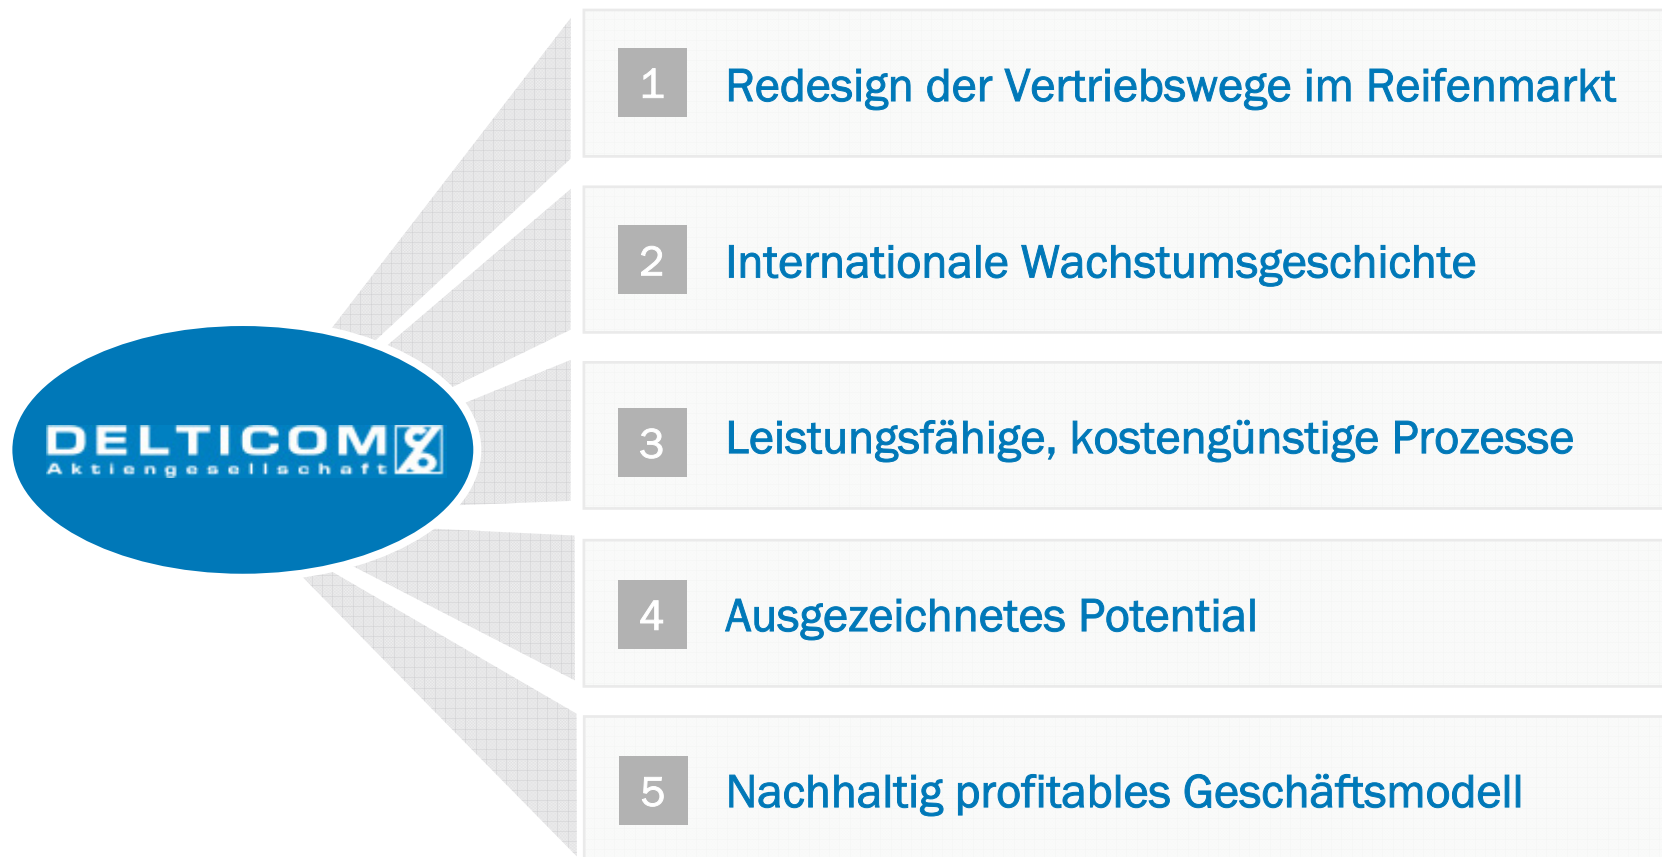 1
Redesign der Vertriebswege im Reifenmarkt
2
Internationale Wachstumsgeschichte
DELTICOM
Aktiengesellschaft
3
Leistungsfähige, kostengünstige Prozesse
4
Ausgezeichnetes Potential
5
Nachhaltig profitables Geschäftsmodell